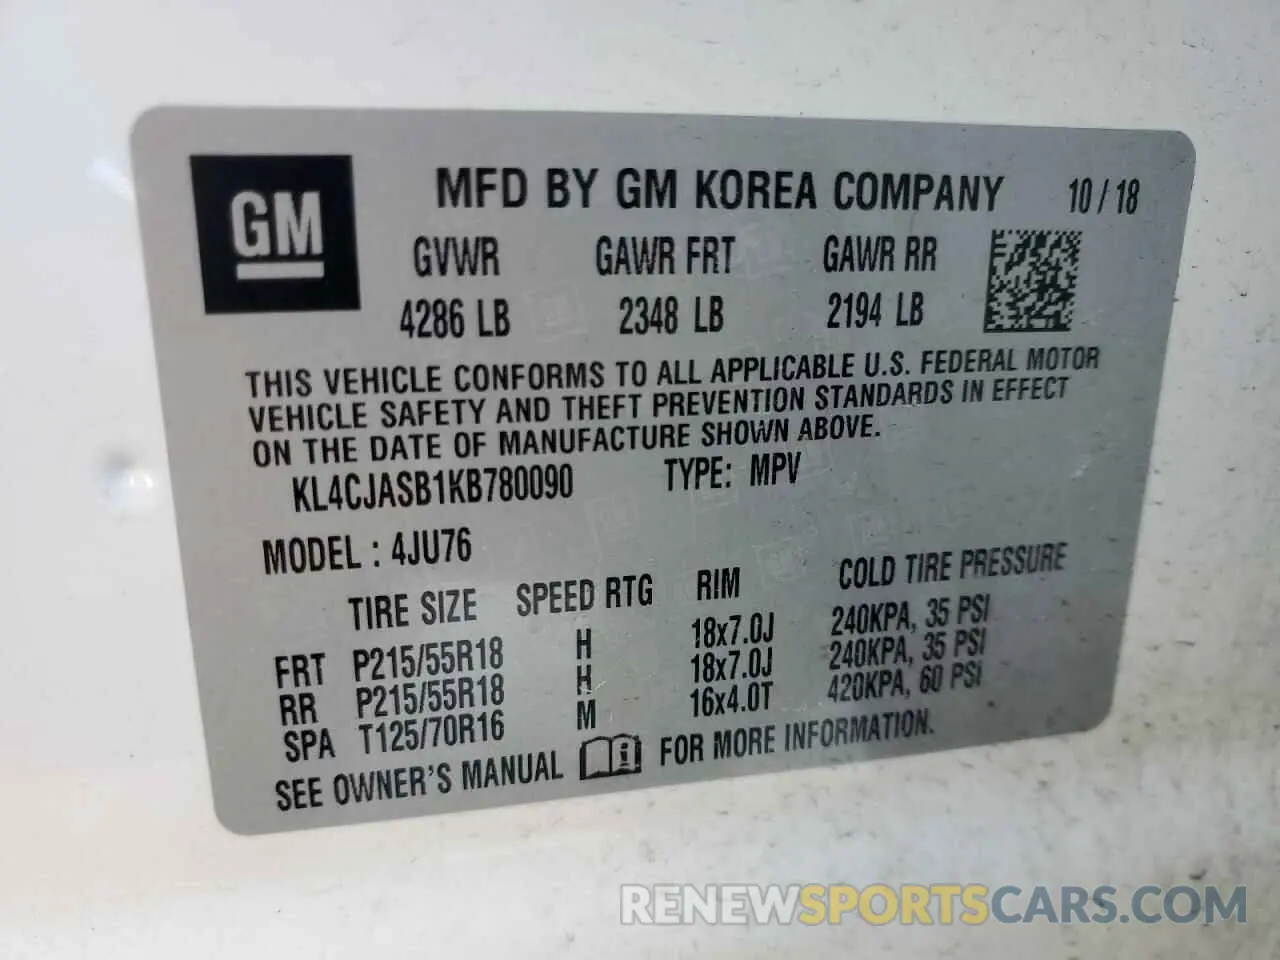 GM
MFD BY GM KOREA COMPANY 10 / 18
GVWR GAWR FRT GAWR RR
4286 LB 2348 LB 2194 LB
THIS VEHICLE CONFORMS TO ALL APPLICABLE U.S. FEDERAL MOTOR
VEHICLE SAFETY AND THEFT PREVENTION STANDARDS IN EFFECT
ON THE DATE OF MANUFACTURE SHOWN ABOVE.
KL4CJASB1KB780090 TYPE: MPV
MODEL : 4JU76
TIRE SIZE SPEED RTG RIM COLD TIRE PRESSURE
FRT P215/55R18 H 18x7.0J 240KPA, 35 PSI
RR P215/55R18 H 18x7.0J 240KPA, 35 PSI
SPA T125/70R16 M 16x4.0T 420KPA, 60 PSI
SEE OWNER'S MANUAL i FOR MORE INFORMATION.
RENEWSPORTSCARS.COM